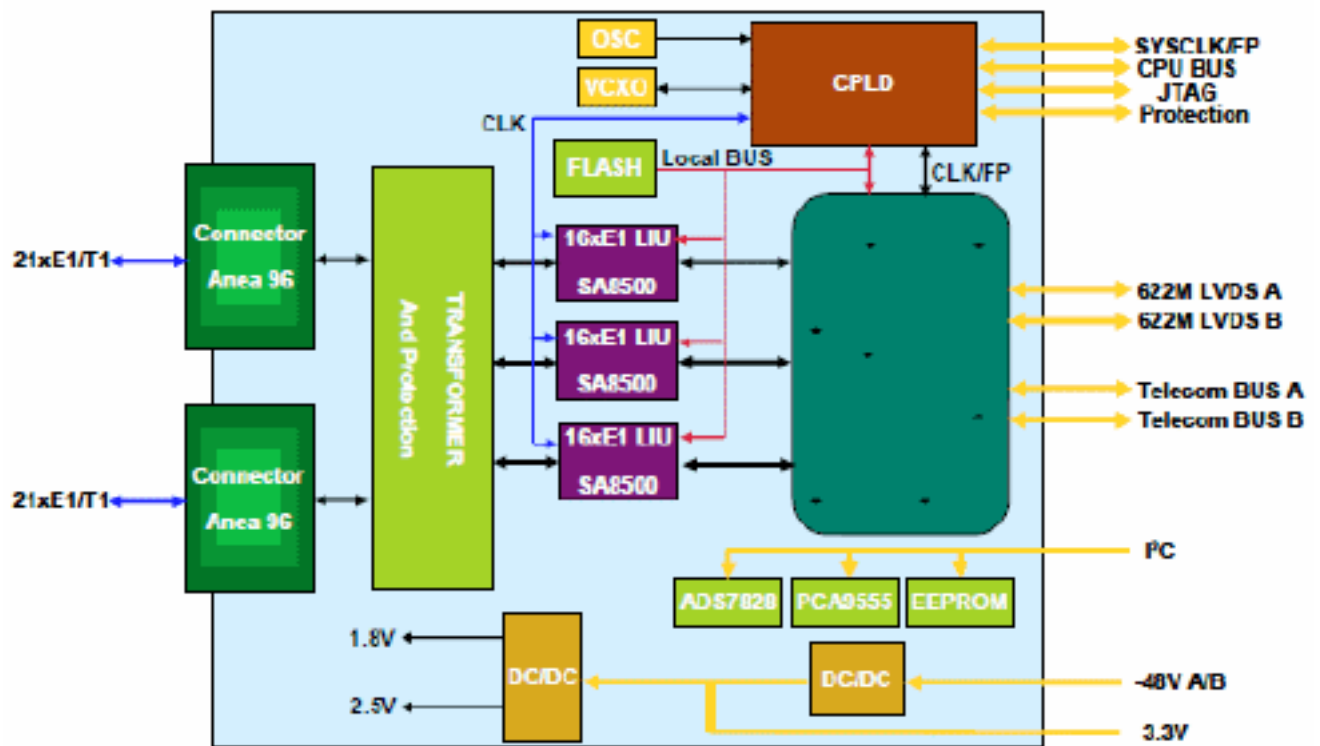 OSC
VCXO
CPLD
SYSCLK/FP
CPU BUS
JTAG
Protection
CLK
FLASH
Local BUS
CLK/FP
Connector
Anea 96
21xE1/T1
TRANSFORMER
And Protection
16xE1 LIU
SA8500
16xE1 LIU
SA8500
16xE1 LIU
SA8500
622M LVDS A
622M LVDS B
Telecom BUS A
Telecom BUS B
Connector
Anea 96
21xE1/T1
I²C
ADS7828
PCA9555
EEPROM
1.8V
2.5V
DC/DC
DC/DC
-48V A/B
3.3V